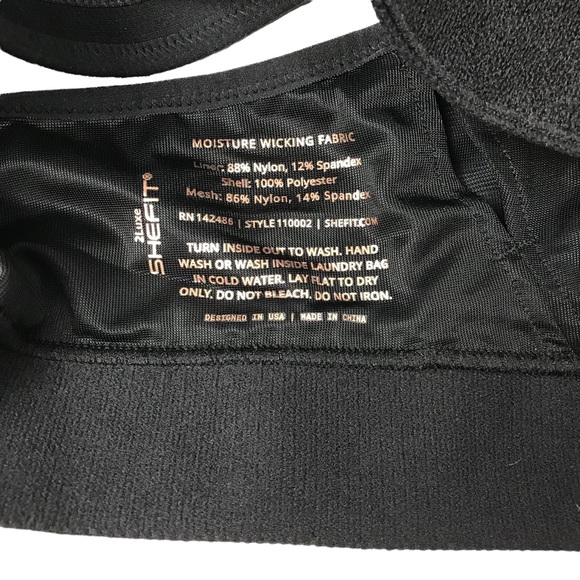 2Luxe
SHEFIT®
MOISTURE WICKING FABRIC
Liner: 88% Nylon, 12% Spandex
Shell: 100% Polyester
Mesh: 86% Nylon, 14% Spandex
RN 142486 | STYLE110002 | SHEFIT.COM
TURN INSIDE OUT TO WASH. HAND
WASH OR WASH INSIDE LAUNDRY BAG
IN COLD WATER. LAY FLAT TO DRY
ONLY. DO NOT BLEACH. DO NOT IRON.
DESIGNED IN USA | MADE IN CHINA